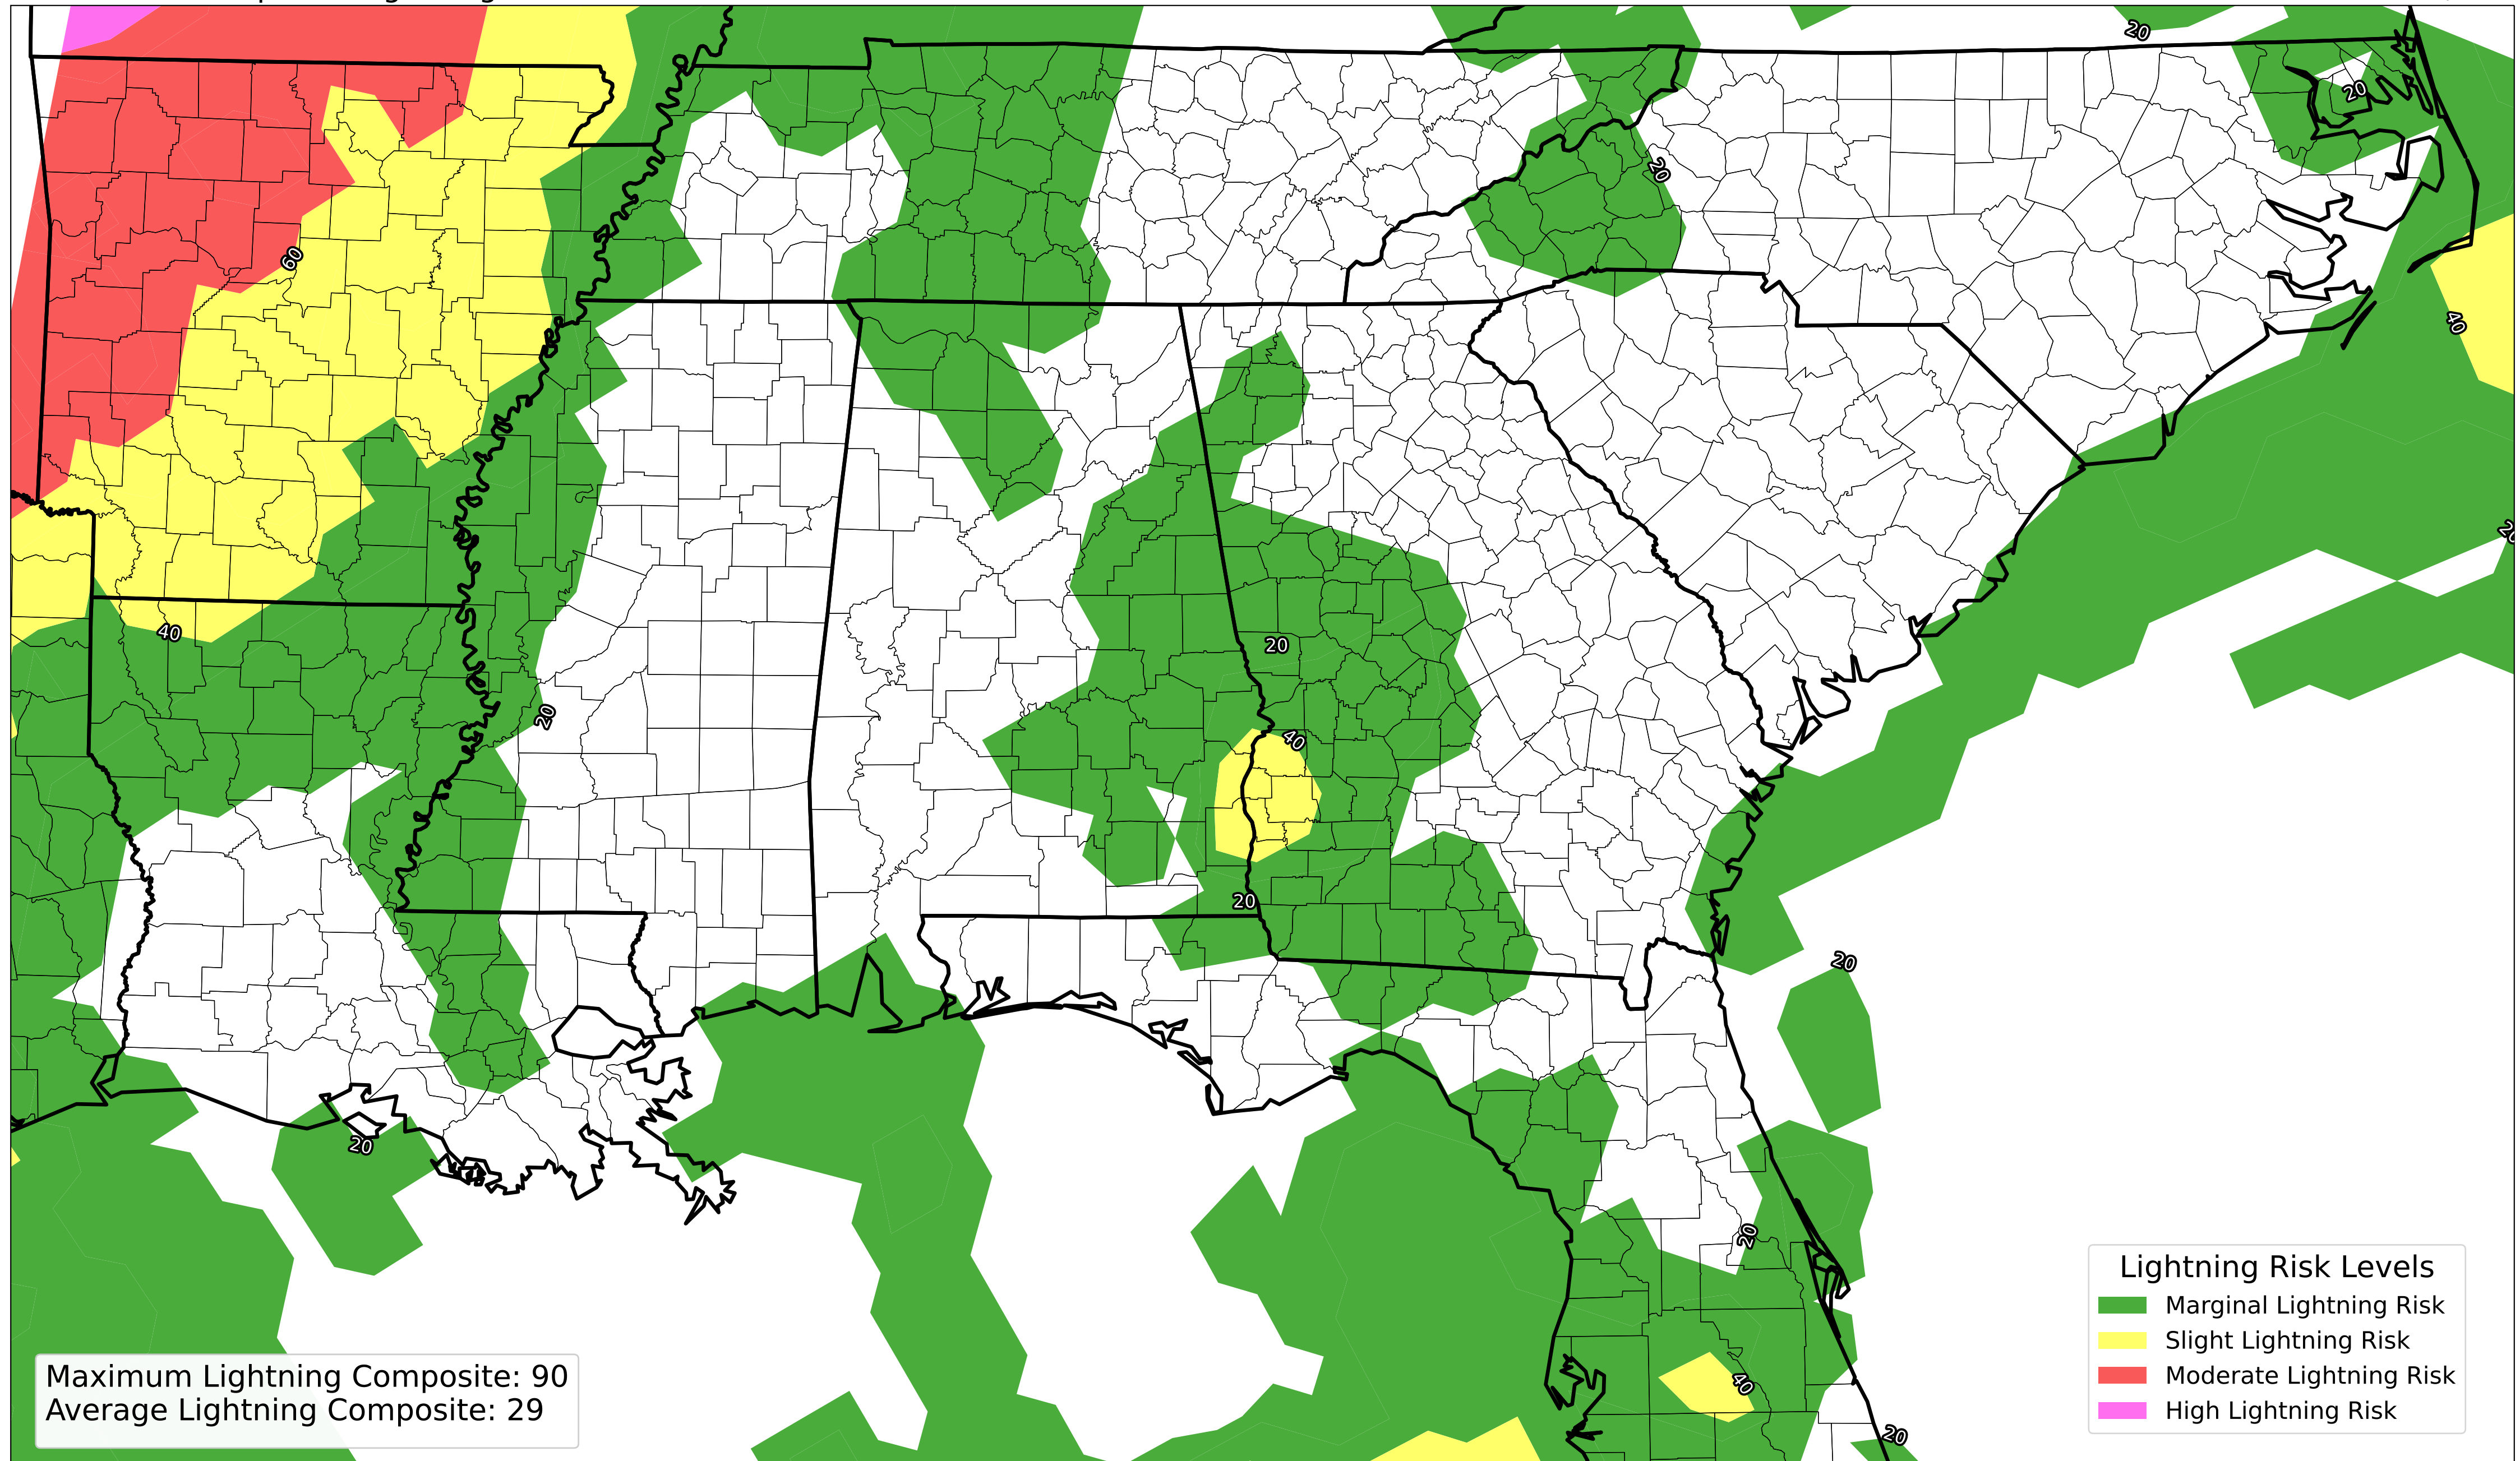 20
20
20
60
40
40
20
20
20
40
20
20
20
20
20
40
20
Lightning Risk Levels
Marginal Lightning Risk
Slight Lightning Risk
Moderate Lightning Risk
High Lightning Risk
Maximum Lightning Composite: 90
Average Lightning Composite: 29